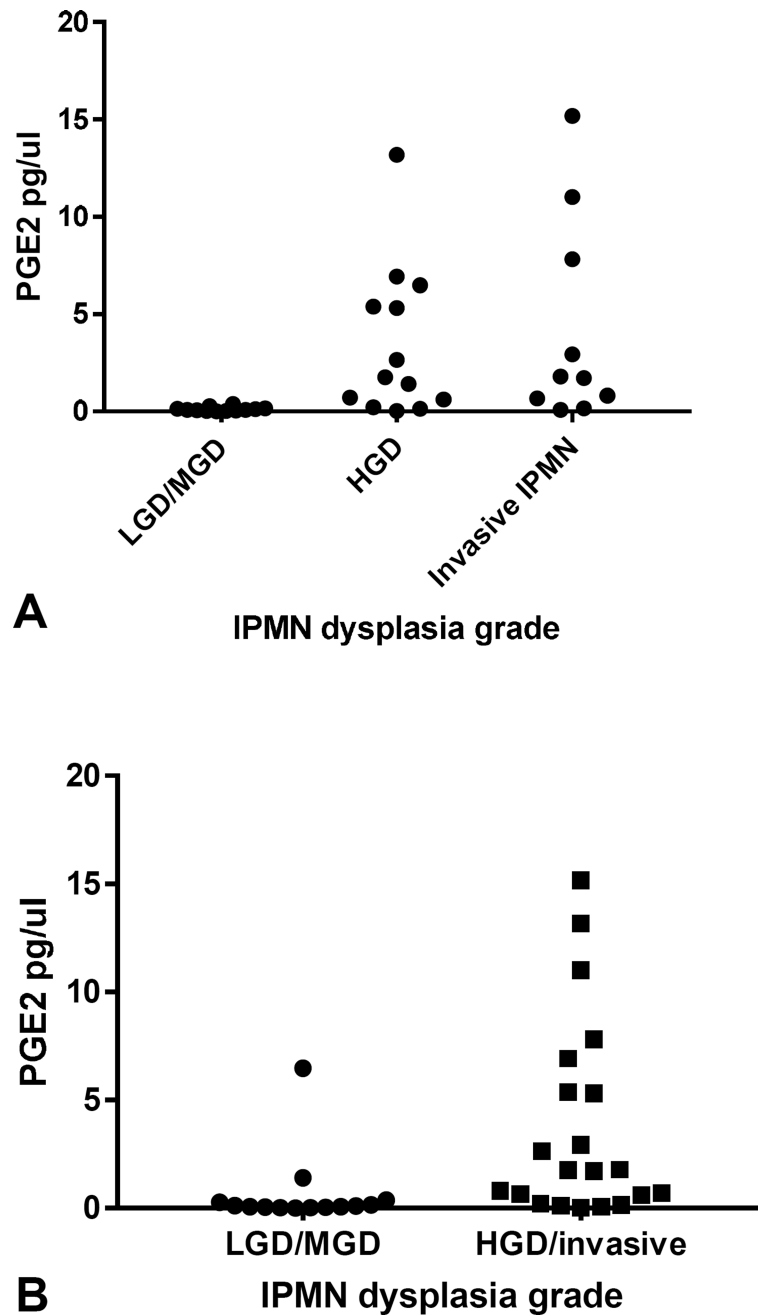 20
15
10
5
0
PGE2 pg/ul
LGD/MGD
HGD
Invasive IPMN
A
IPMN dysplasia grade
20
15
10
5
0
PGE2 pg/ul
LGD/MGD
HGD/invasive
B
IPMN dysplasia grade